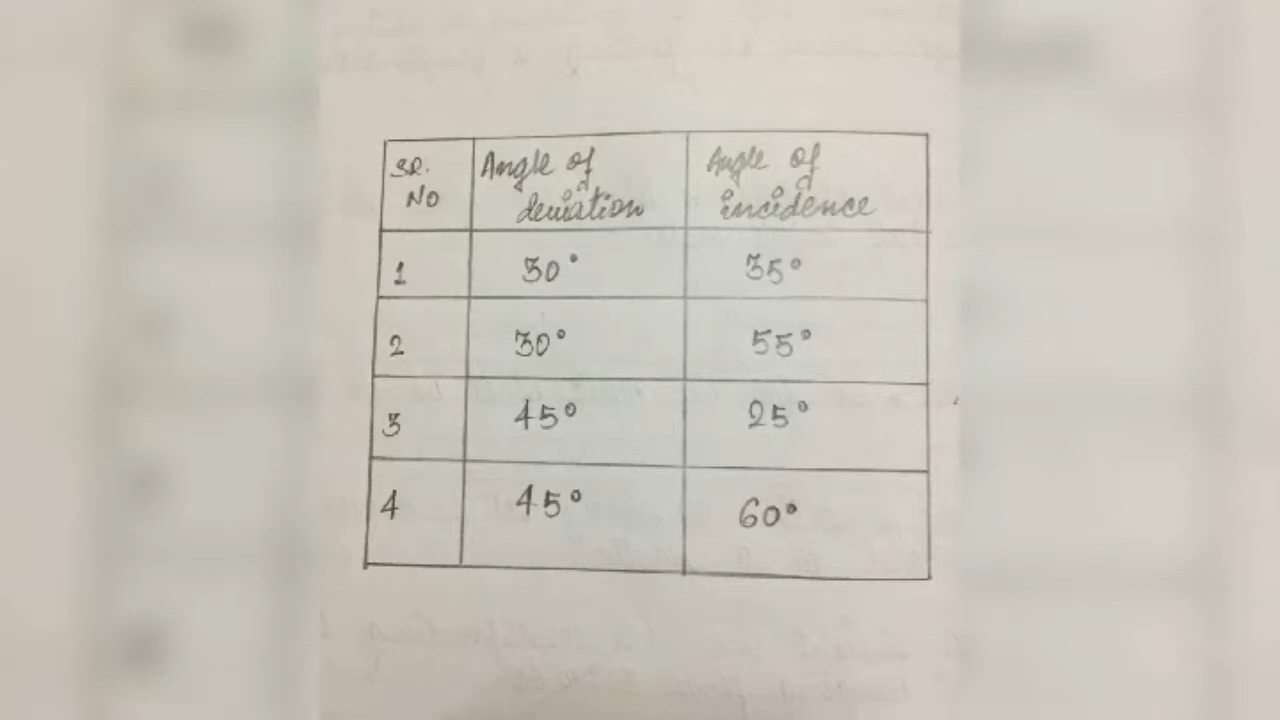 SR. NO
Angle of deviation
Angle of incidence
1 30° 35°
2 30° 55°
3 45° 25°
4 45° 60°